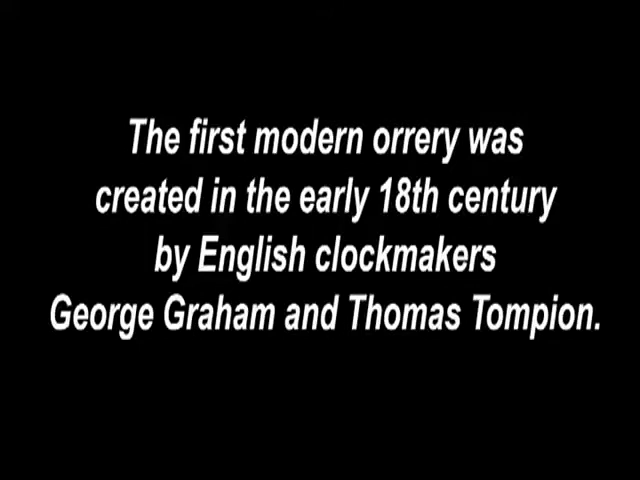 The first modern orrery was
created in the early 18th century
by English clockmakers
George Graham and Thomas Tompion.